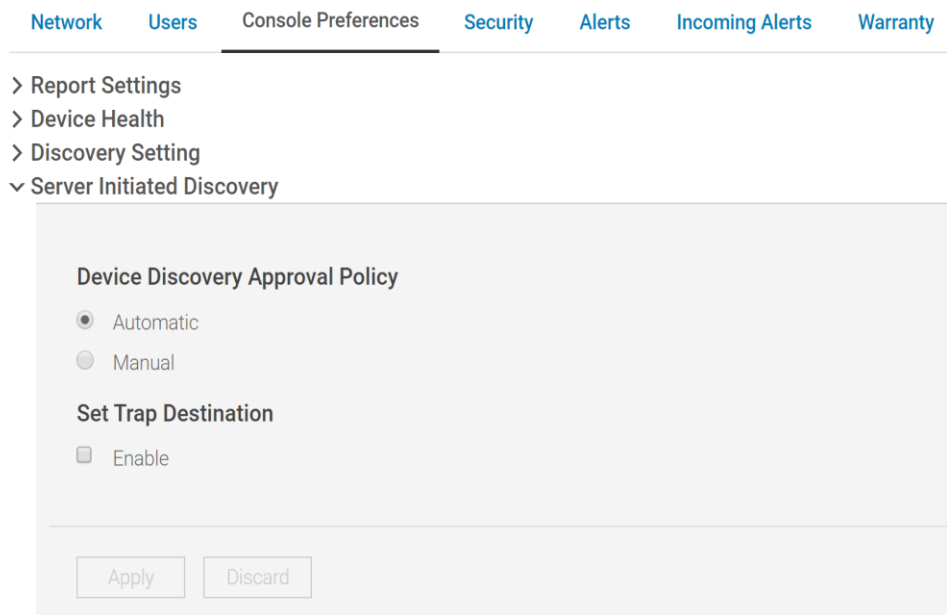 Network Users Console Preferences Security Alerts Incoming Alerts Warranty
Report Settings
Device Health
Discovery Setting
Server Initiated Discovery
Device Discovery Approval Policy
Automatic
Manual
Set Trap Destination
Enable
Apply Discard